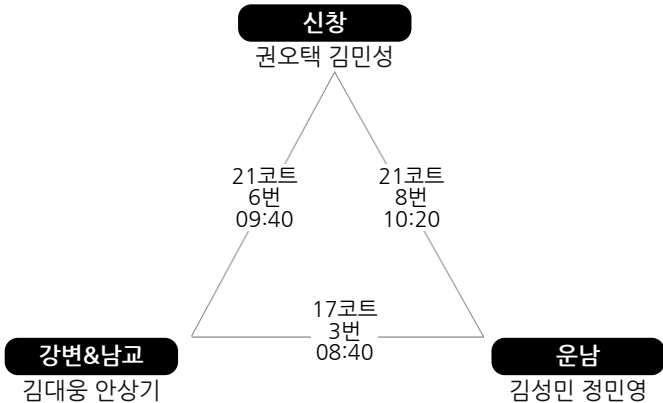 신창
권오택 김민성
21코트
6번
09:40
21코트
8번
10:20
17코트
3번
08:40
강변&남교
김대웅 안상기
운남
김성민 정민영